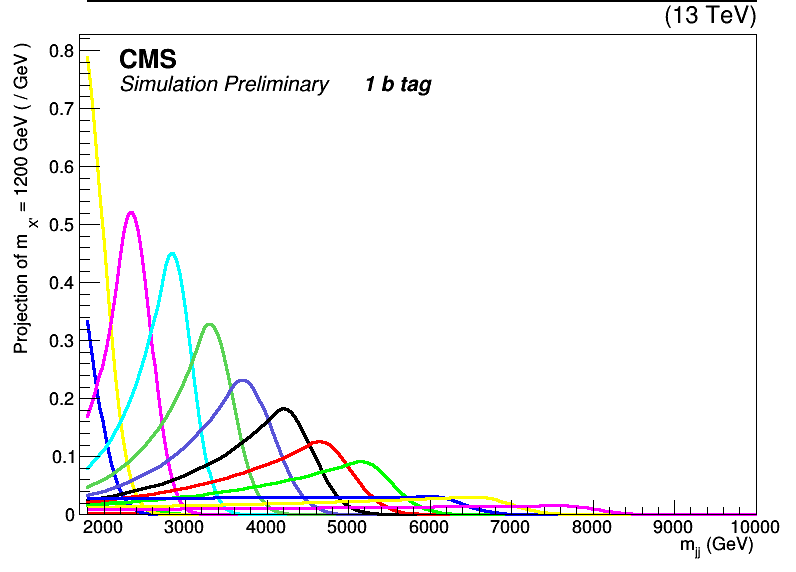 (13 TeV)
CMS
Simulation Preliminary 1 b tag
Projection of m_X' = 1200 GeV ( / GeV )
0.8
0.7
0.6
0.5
0.4
0.3
0.2
0.1
0
2000 3000 4000 5000 6000 7000 8000 9000 10000
m_jj (GeV)